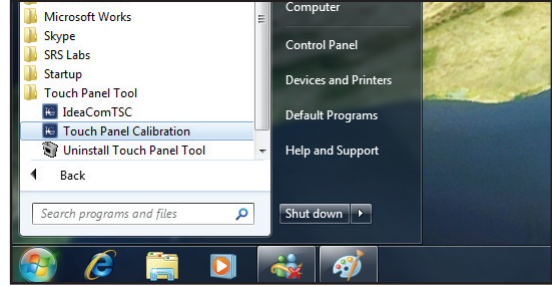 Microsoft Works
Skype
SRS Labs
Startup
Touch Panel Tool
IdeaComTSC
Touch Panel Calibration
Uninstall Touch Panel Tool
Back
Search programs and files
Computer
Control Panel
Devices and Printers
Default Programs
Help and Support
Shut down